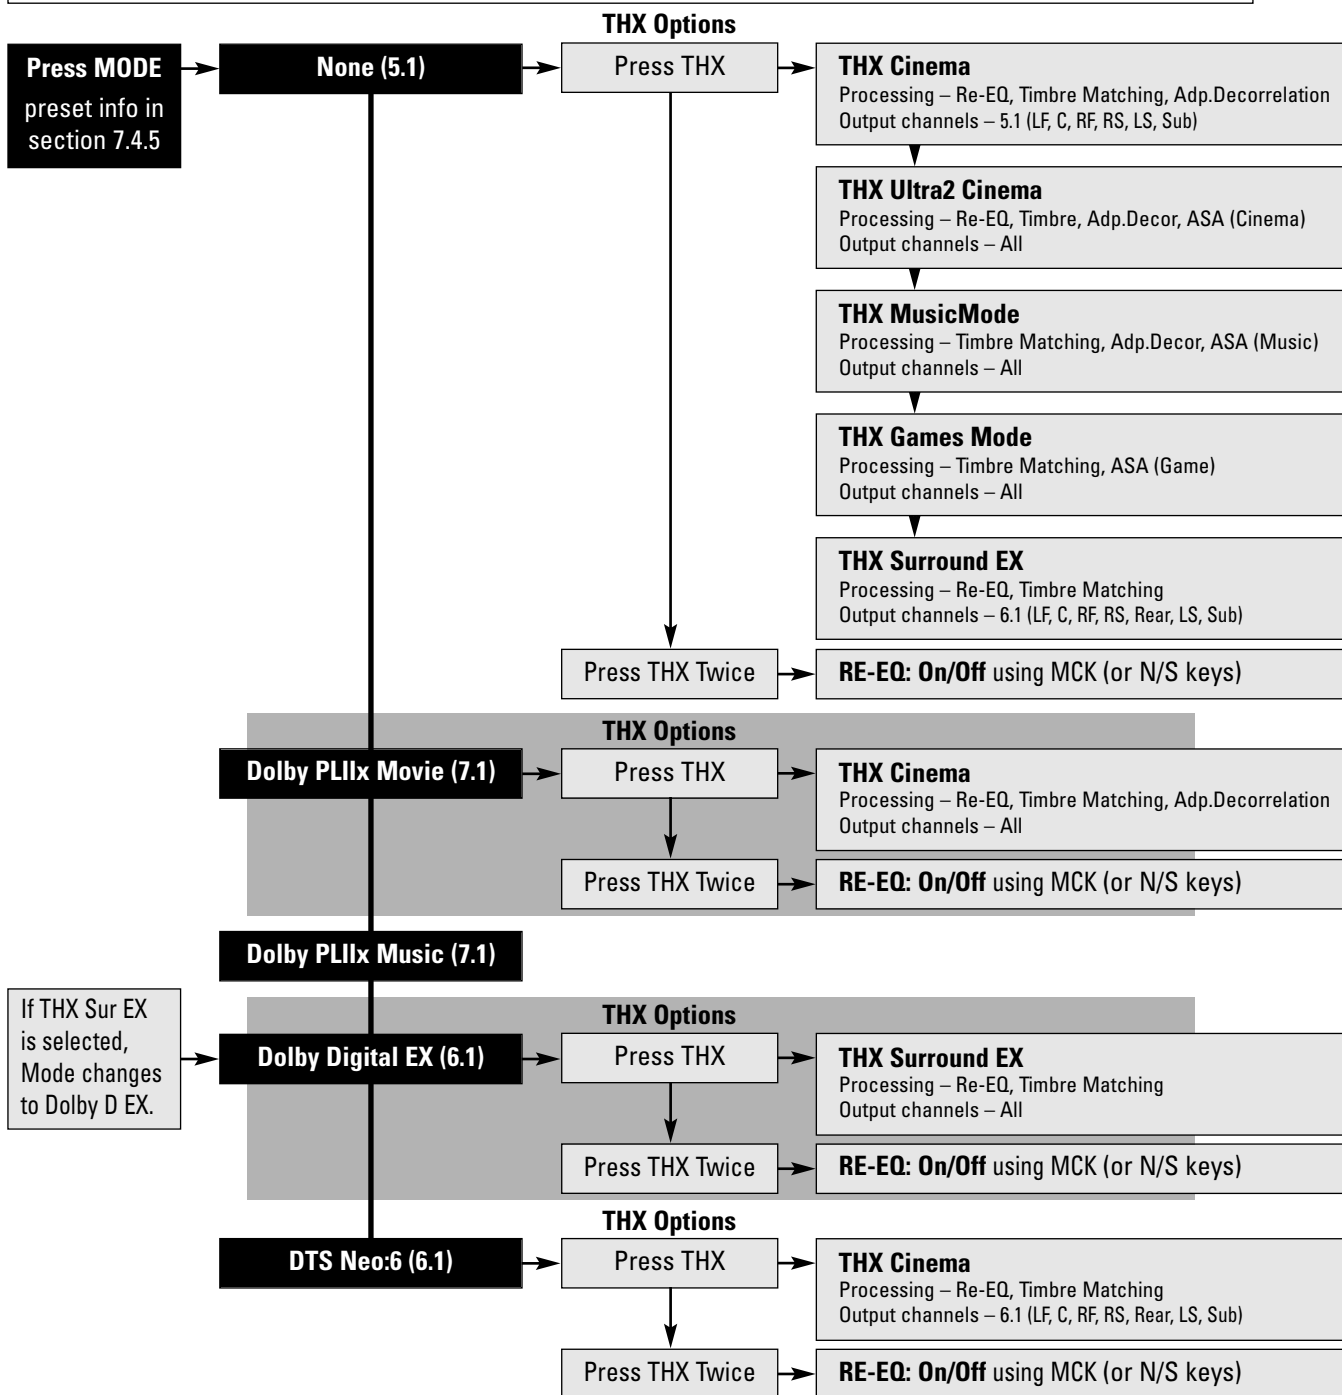 THX Options
Press MODE
preset info in
section 7.4.5
None (5.1)
Press THX
THX Cinema
Processing – Re-EQ, Timbre Matching, Adp.Decorrelation
Output channels – 5.1 (LF, C, RF, RS, LS, Sub)
THX Ultra2 Cinema
Processing – Re-EQ, Timbre, Adp.Decor, ASA (Cinema)
Output channels – All
THX MusicMode
Processing – Timbre Matching, Adp.Decor, ASA (Music)
Output channels – All
THX Games Mode
Processing – Timbre Matching, ASA (Game)
Output channels – All
THX Surround EX
Processing – Re-EQ, Timbre Matching
Output channels – 6.1 (LF, C, RF, RS, Rear, LS, Sub)
Press THX Twice
RE-EQ: On/Off using MCK (or N/S keys)
THX Options
Dolby PLIIx Movie (7.1)
Press THX
THX Cinema
Processing – Re-EQ, Timbre Matching, Adp.Decorrelation
Output channels – All
Press THX Twice
RE-EQ: On/Off using MCK (or N/S keys)
Dolby PLIIx Music (7.1)
If THX Sur EX
is selected,
Mode changes
to Dolby D EX.
THX Options
Dolby Digital EX (6.1)
Press THX
THX Surround EX
Processing – Re-EQ, Timbre Matching
Output channels – All
Press THX Twice
RE-EQ: On/Off using MCK (or N/S keys)
THX Options
DTS Neo:6 (6.1)
Press THX
THX Cinema
Processing – Re-EQ, Timbre Matching
Output channels – 6.1 (LF, C, RF, RS, Rear, LS, Sub)
Press THX Twice
RE-EQ: On/Off using MCK (or N/S keys)